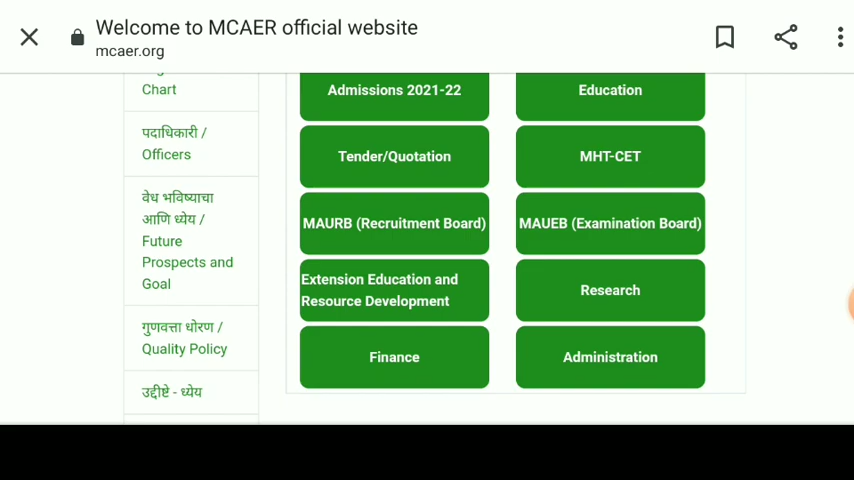 Welcome to MCAER official website
mcaer.org
Chart
पदाधिकारी /
Officers
वेध भविष्याचा
आणि ध्येय /
Future
Prospects and
Goal
गुणवत्ता धोरण /
Quality Policy
उद्दीष्टे - ध्येय
Admissions 2021-22
Education
Tender/Quotation
MHT-CET
MAURB (Recruitment Board)
MAUEB (Examination Board)
Extension Education and
Resource Development
Research
Finance
Administration